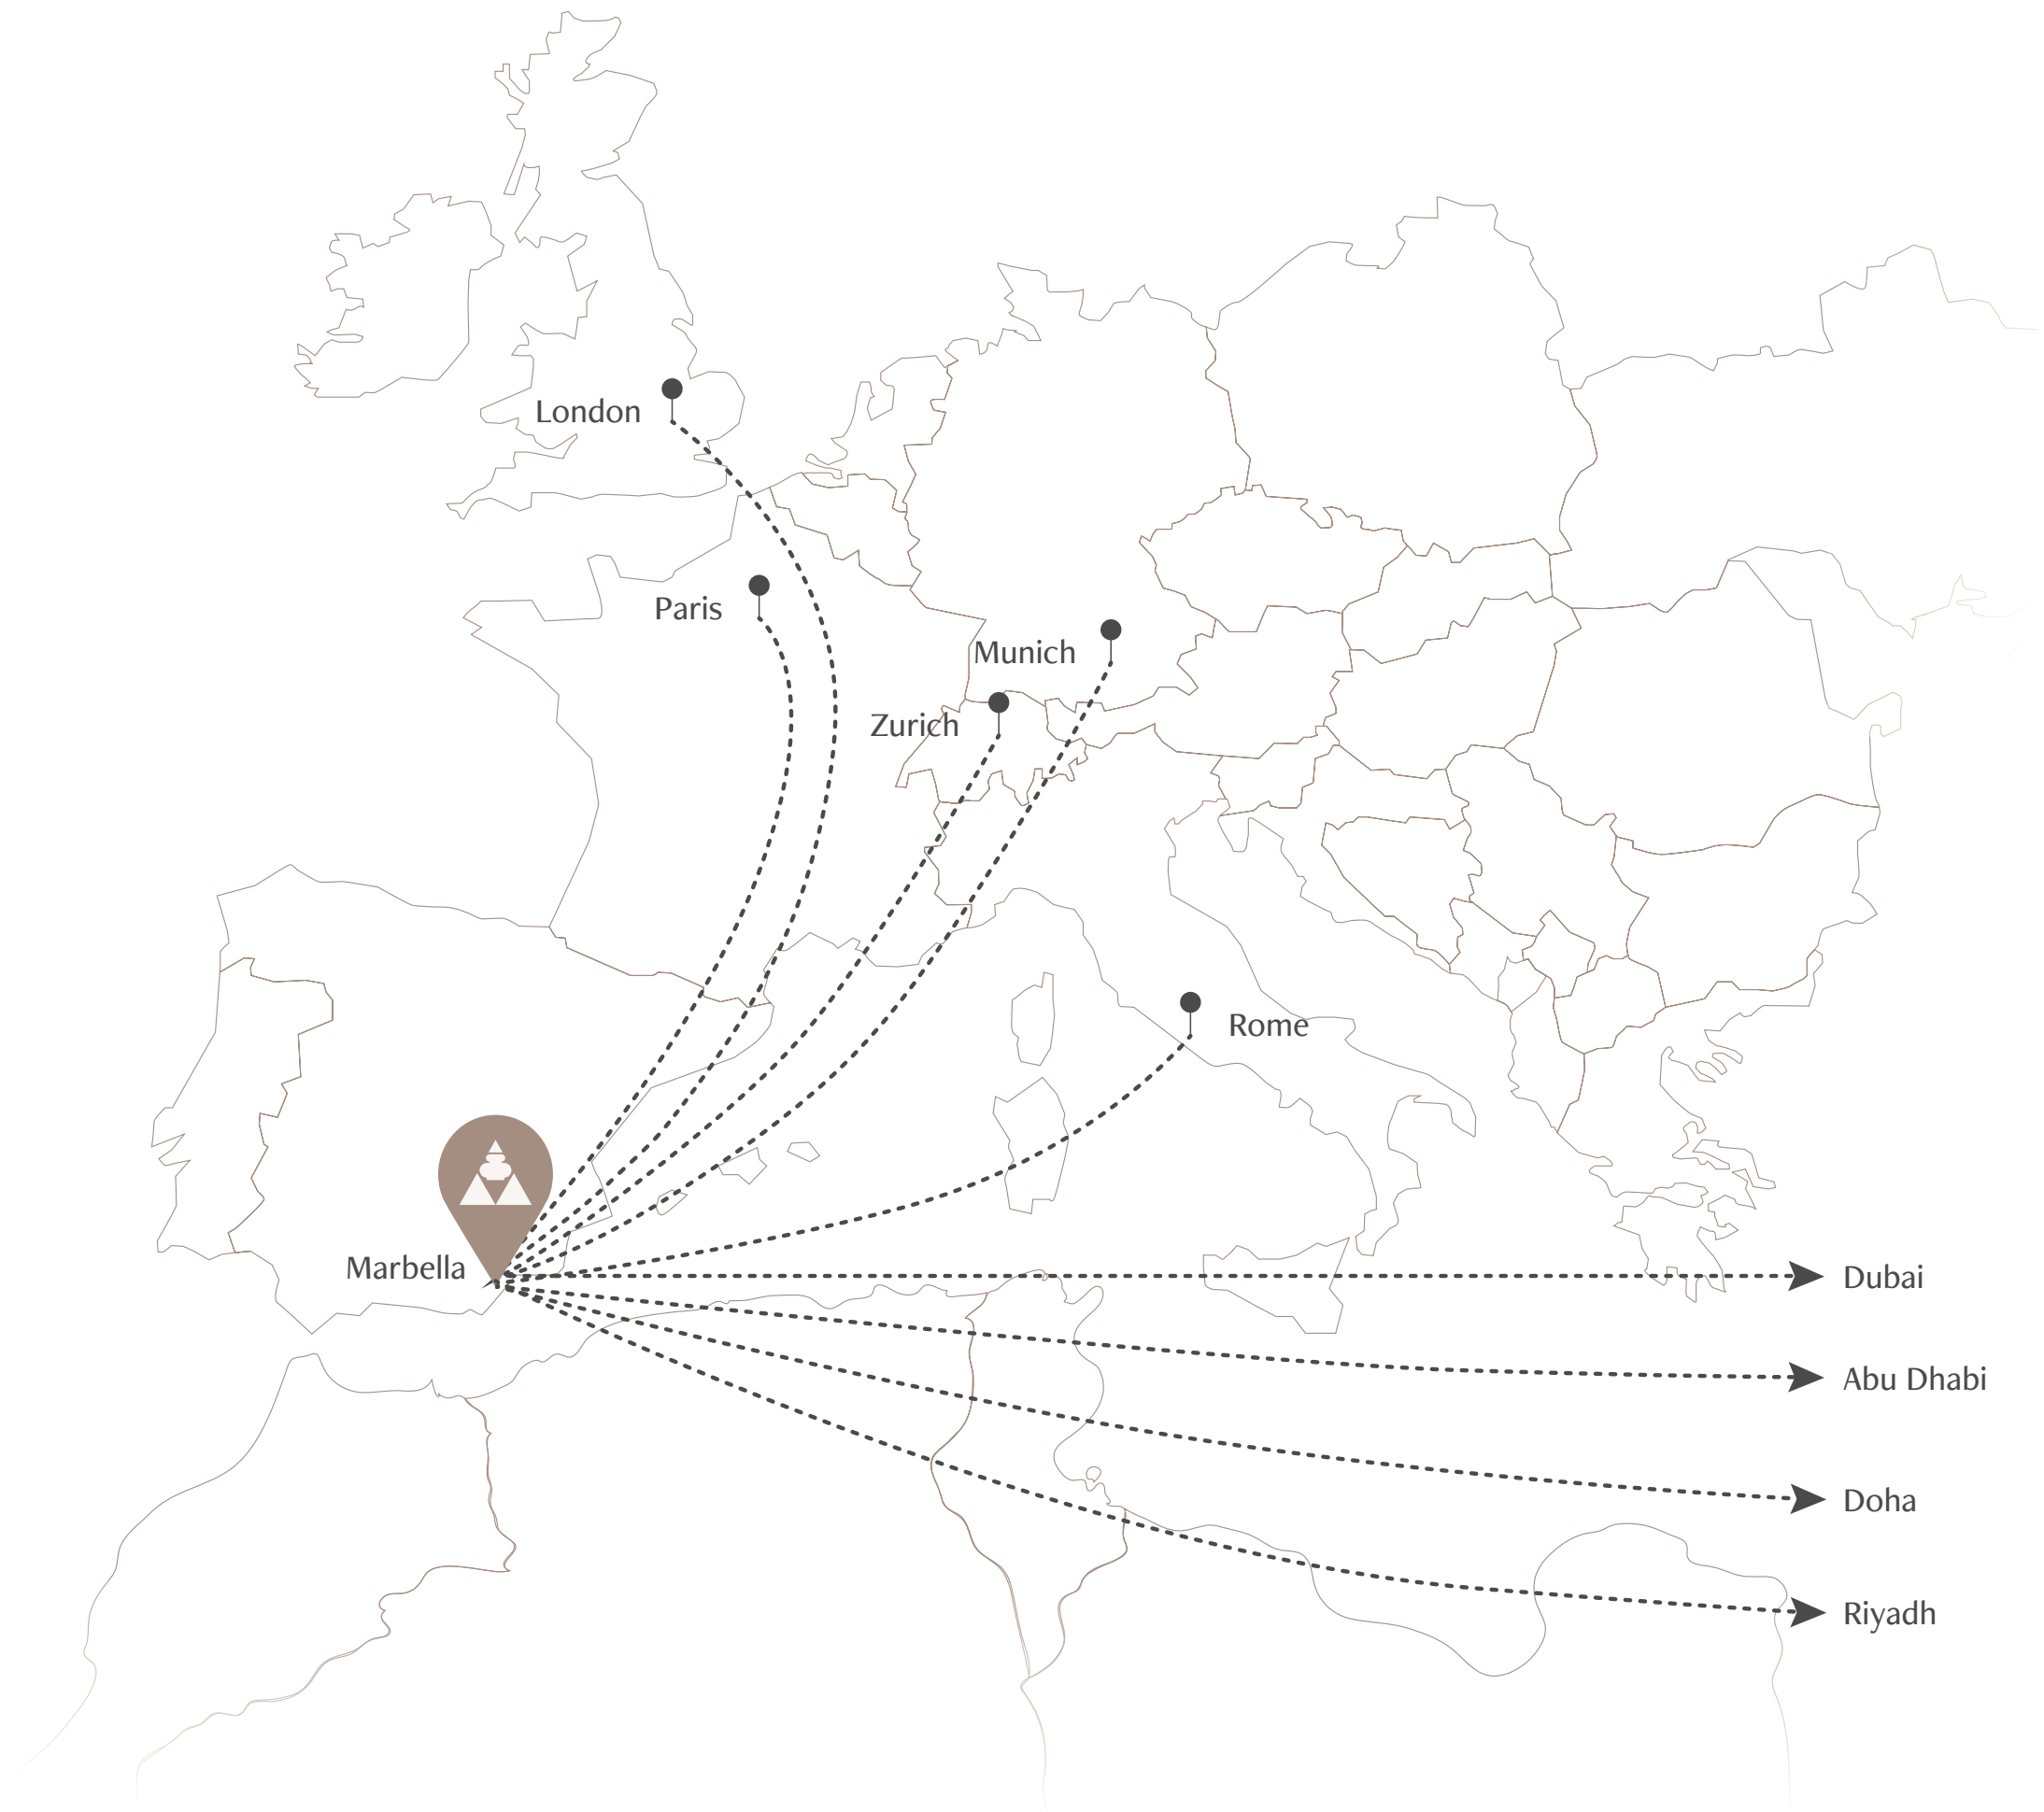 London
Paris
Munich
Zurich
Rome
Marbella
Dubai
Abu Dhabi
Doha
Riyadh